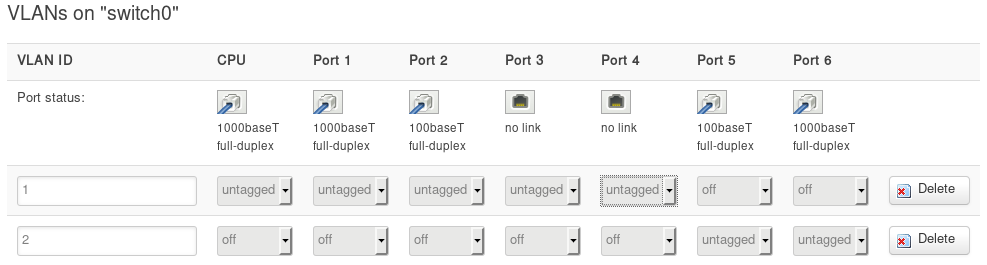 VLANs on "switch0"
VLAN ID CPU Port 1 Port 2 Port 3 Port 4 Port 5 Port 6
Port status:
1000baseT 1000baseT 100baseT no link no link 100baseT 1000baseT
full-duplex full-duplex full-duplex full-duplex full-duplex
1 untagged untagged untagged untagged untagged off off Delete
2 off off off off off untagged untagged Delete